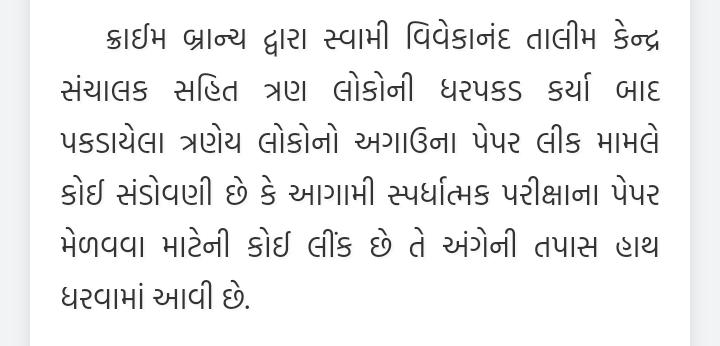 ક્રાઈમ બ્રાન્ચ દ્વારા સ્વામી વિવેકાનંદ તાલીમ કેન્દ્ર
સંચાલક સહિત ત્રણ લોકોની ધરપકડ કર્યા બાદ
પકડાયેલા ત્રણેય લોકોનો અગાઉના પેપર લીક મામલે
કોઈ સંડોવણી છે કે આગામી સ્પર્ધાત્મક પરીક્ષાના પેપર
મેળવવા માટેની કોઈ લીંક છે તે અંગેની તપાસ હાથ
ધરવામાં આવી છે.